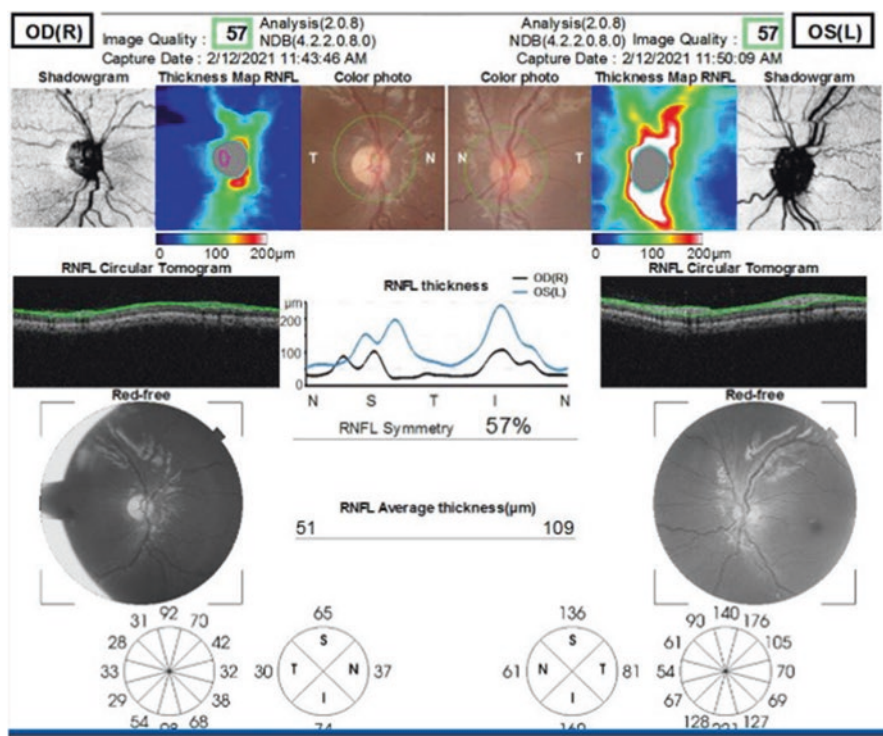 OD(R)
Image Quality : 57
Analysis(2.0.8)
NDB(4.2.2.0.8.0)
Capture Date : 2/12/2021 11:43:46 AM
Analysis(2.0.8)
NDB(4.2.2.0.8.0)
Image Quality : 57
OS(L)
Capture Date : 2/12/2021 11:50:09 AM
Shadowgram Thickness Map RNFL Color photo Color photo Thickness Map RNFL Shadowgram
T N N T
0 100 200µm
0 100 200µm
RNFL Circular Tomogram
RNFL thickness
OD(R)
OS(L)
RNFL Circular Tomogram
µm
200
100
0
N S T I N
Red-free
RNFL Symmetry 57%
Red-free
RNFL Average thickness(µm)
51 109
31 92 70
28 42
33 32
29 38
54 98 68
65
S
30 T N 37
I
74
136
S
61 N T 81
I
90 140 176
61 105
54 70
67 69
128 127